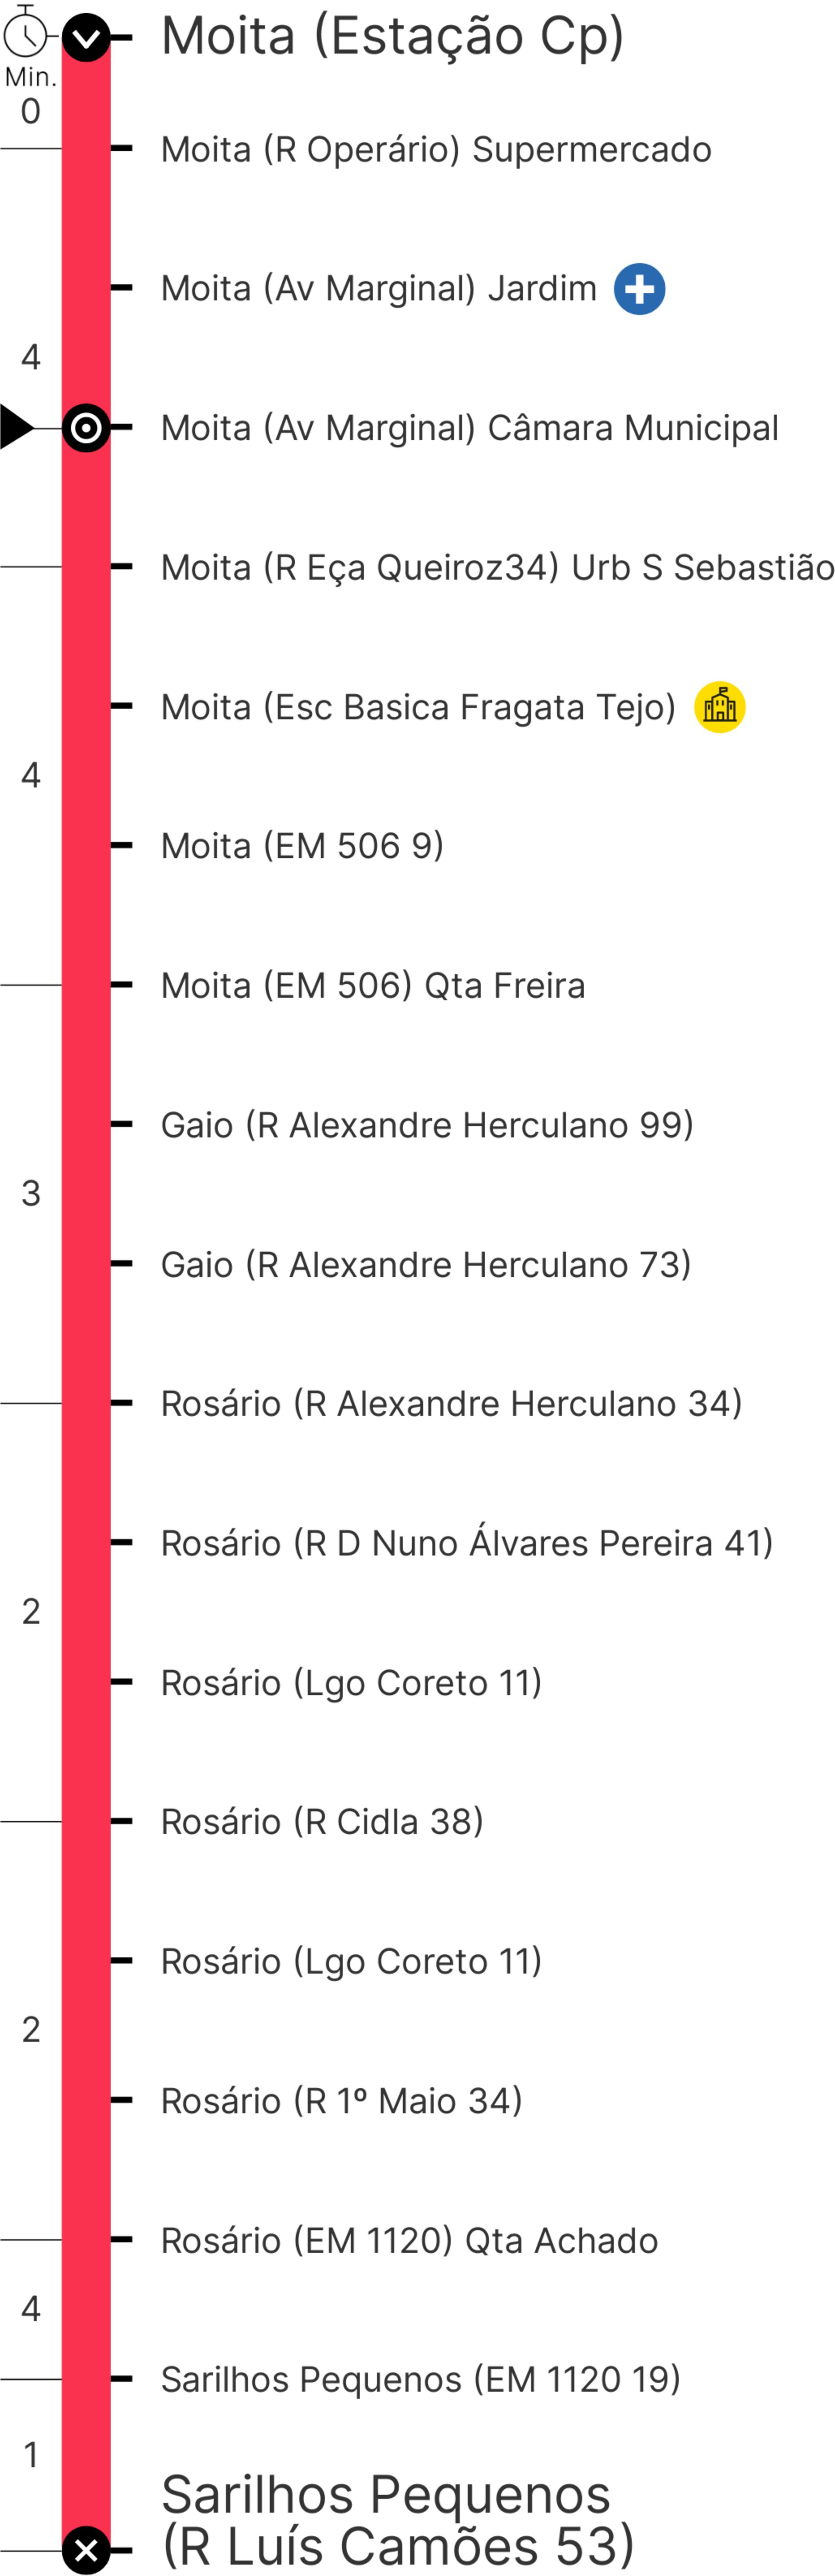 Moita (Estação Cp)
Min.
0
Moita (R Operário) Supermercado
Moita (Av Marginal) Jardim
4
Moita (Av Marginal) Câmara Municipal
Moita (R Eça Queiroz34) Urb S Sebastião
Moita (Esc Basica Fragata Tejo)
4
Moita (EM 506 9)
Moita (EM 506) Qta Freira
Gaio (R Alexandre Herculano 99)
3
Gaio (R Alexandre Herculano 73)
Rosário (R Alexandre Herculano 34)
Rosário (R D Nuno Álvares Pereira 41)
2
Rosário (Lgo Coreto 11)
Rosário (R Cidla 38)
Rosário (Lgo Coreto 11)
2
Rosário (R 1º Maio 34)
Rosário (EM 1120) Qta Achado
4
Sarilhos Pequenos (EM 1120 19)
1
Sarilhos Pequenos
(R Luís Camões 53)